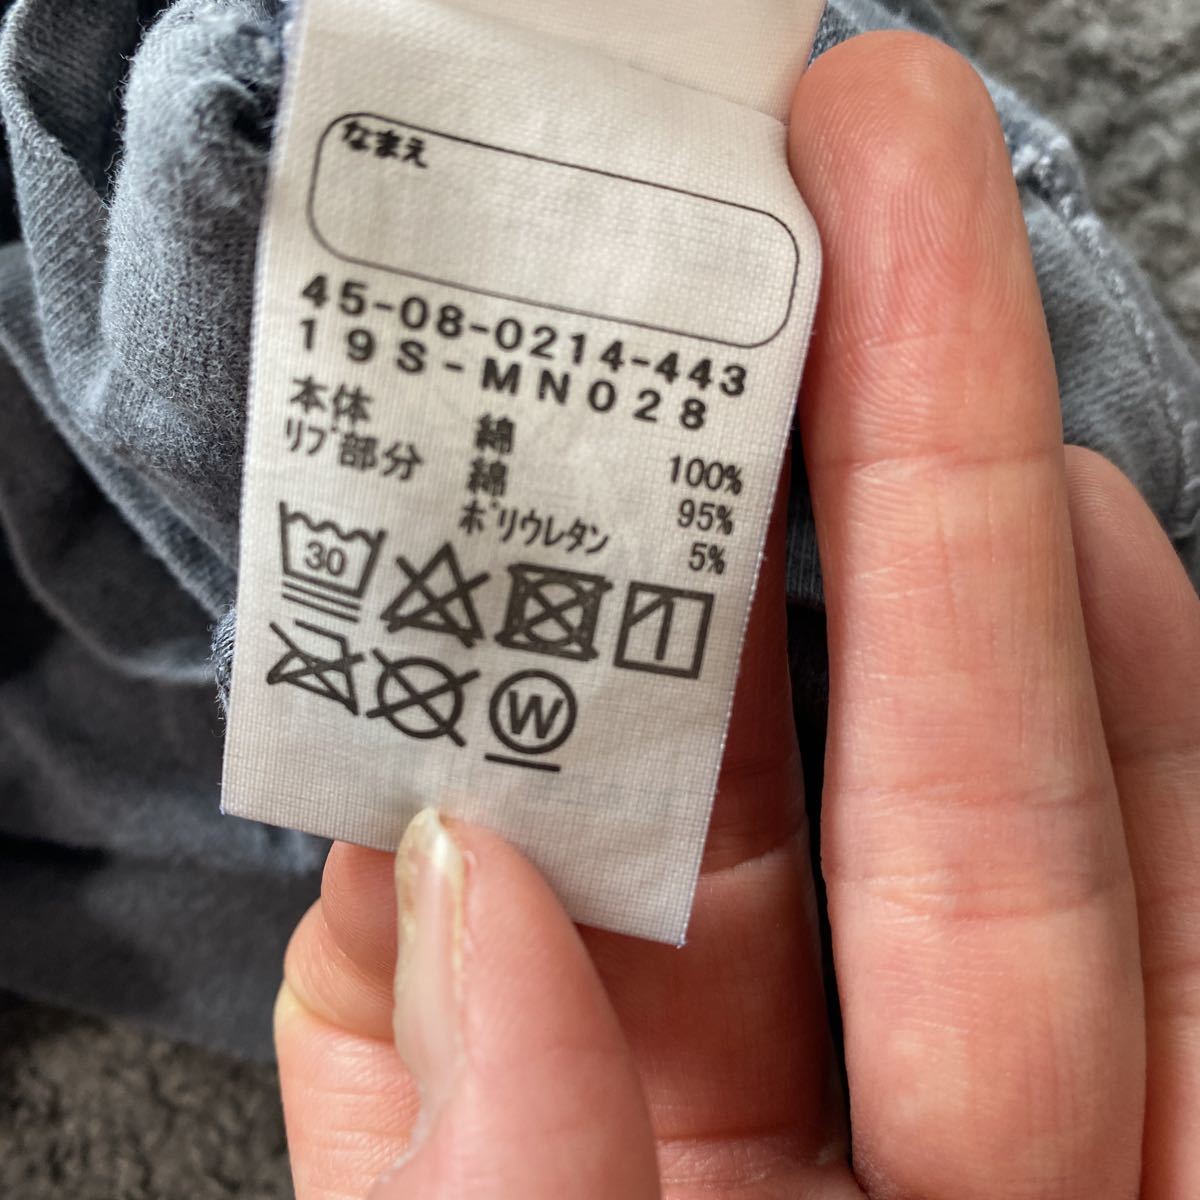 なまえ
45-08-0214-443
19S-MN028
本体 綿 100%
リブ部分 綿 95%
ポリウレタン 5%
30
W